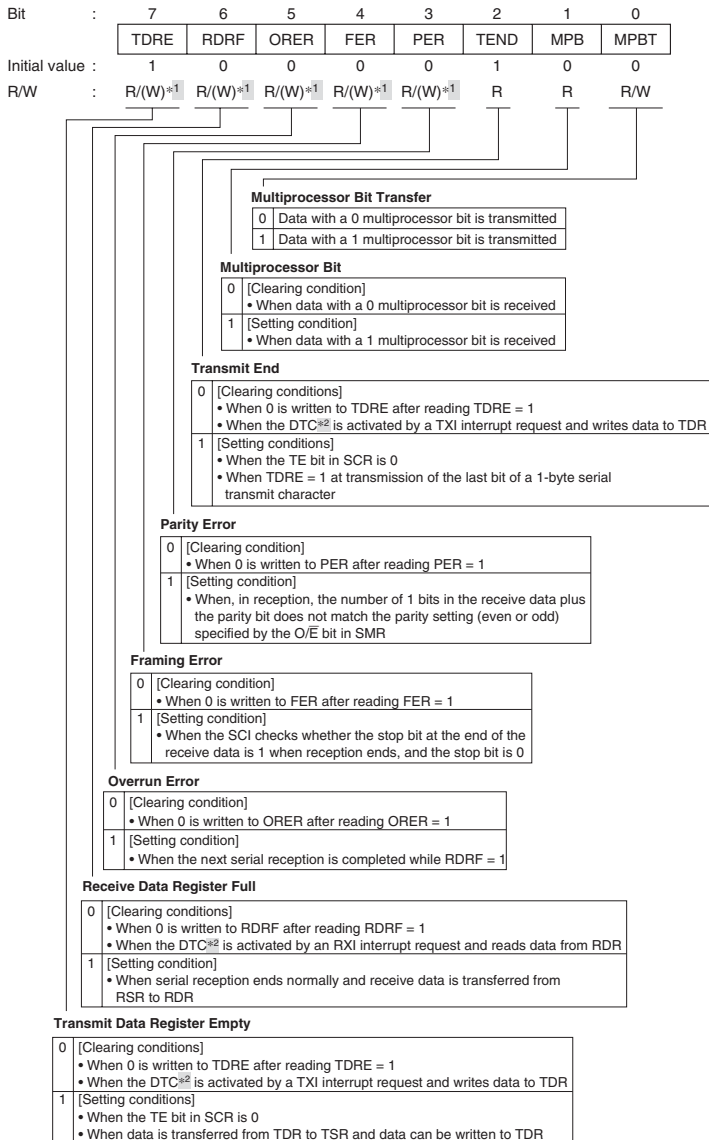 Bit : 7 6 5 4 3 2 1 0
TDRE RDRF ORER FER PER TEND MPB MPBT
Initial value : 1 0 0 0 0 1 0 0
R/W : R/(W)*1 R/(W)*1 R/(W)*1 R/(W)*1 R/(W)*1 R R R/W
Multiprocessor Bit Transfer
0 Data with a 0 multiprocessor bit is transmitted
1 Data with a 1 multiprocessor bit is transmitted
Multiprocessor Bit
0 [Clearing condition]
• When data with a 0 multiprocessor bit is received
1 [Setting condition]
• When data with a 1 multiprocessor bit is received
Transmit End
0 [Clearing conditions]
• When 0 is written to TDRE after reading TDRE = 1
• When the DTC*2 is activated by a TXI interrupt request and writes data to TDR
1 [Setting conditions]
• When the TE bit in SCR is 0
• When TDRE = 1 at transmission of the last bit of a 1-byte serial
transmit character
Parity Error
0 [Clearing condition]
• When 0 is written to PER after reading PER = 1
1 [Setting condition]
• When, in reception, the number of 1 bits in the receive data plus
the parity bit does not match the parity setting (even or odd)
specified by the O/E̅ bit in SMR
Framing Error
0 [Clearing condition]
• When 0 is written to FER after reading FER = 1
1 [Setting condition]
• When the SCI checks whether the stop bit at the end of the
receive data is 1 when reception ends, and the stop bit is 0
Overrun Error
0 [Clearing condition]
• When 0 is written to ORER after reading ORER = 1
1 [Setting condition]
• When the next serial reception is completed while RDRF = 1
Receive Data Register Full
0 [Clearing conditions]
• When 0 is written to RDRF after reading RDRF = 1
• When the DTC*2 is activated by an RXI interrupt request and reads data from RDR
1 [Setting condition]
• When serial reception ends normally and receive data is transferred from
RSR to RDR
Transmit Data Register Empty
0 [Clearing conditions]
• When 0 is written to TDRE after reading TDRE = 1
• When the DTC*2 is activated by a TXI interrupt request and writes data to TDR
1 [Setting conditions]
• When the TE bit in SCR is 0
• When data is transferred from TDR to TSR and data can be written to TDR